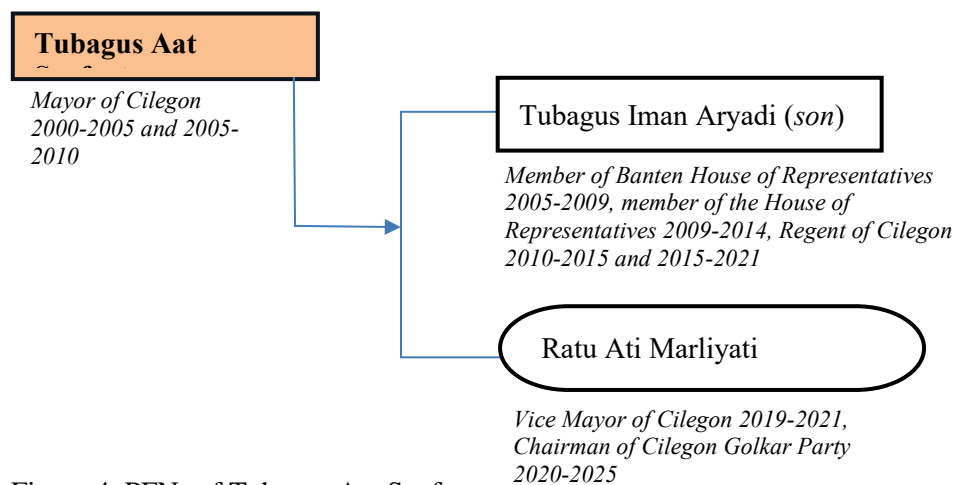 Tubagus Aat
Mayor of Cilegon
2000-2005 and 2005-
2010
Tubagus Iman Aryadi (son)
Member of Banten House of Representatives
2005-2009, member of the House of
Representatives 2009-2014, Regent of Cilegon
2010-2015 and 2015-2021
Ratu Ati Marliyati
Vice Mayor of Cilegon 2019-2021,
Chairman of Cilegon Golkar Party
2020-2025